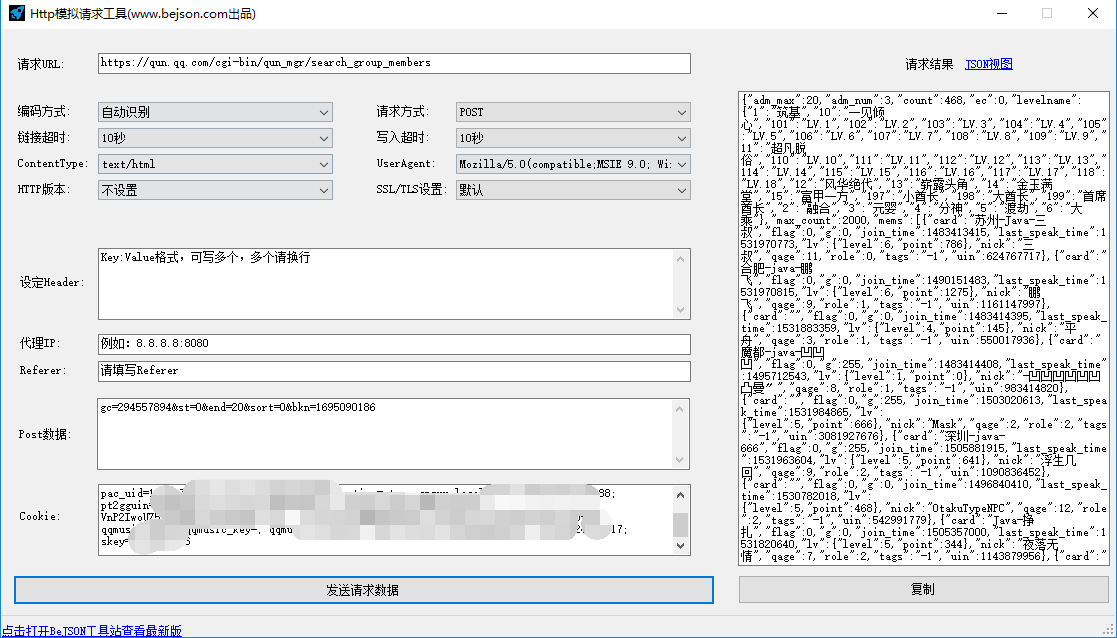 Http模拟请求工具(www.bejson.com出品)
请求URL:
https://qun.qq.com/cgi-bin/qun_mgr/search_group_members
请求结果 JSON视图
编码方式: 自动识别 请求方式: POST
链接超时: 10秒 写入超时: 10秒
ContentType: text/html UserAgent: Mozilla/5.0(compatible;MSIE 9.0; Wi
HTTP版本: 不设置 SSL/TLS设置: 默认
设定Header:
Key:Value格式，可写多个，多个请换行
代理IP: 例如：8.8.8.8:8080
Referer: 请填写Referer
Post数据:
gc=294557894&st=0&end=20&sort=0&bkn=1695090186
Cookie:
pac_uid=1 88;
pt2gguin=
VnP2IwoU75
qqmus qmusic_key=; qqmu 17;
skey= 6
发送请求数据
{"adm_max":20,"adm_num":3,"count":468,"ec":0,"levelname":
{"1":"筑基","10":"一见倾
心","101":"LV.1","102":"LV.2","103":"LV.3","104":"LV.4","105"
:"LV.5","106":"LV.6","107":"LV.7","108":"LV.8","109":"LV.9","
11":"超凡脱
俗","110":"LV.10","111":"LV.11","112":"LV.12","113":"LV.13","
114":"LV.14","115":"LV.15","116":"LV.16","117":"LV.17","118":
"LV.18","12":"风华绝代","13":"崭露头角","14":"金玉满
堂","15":"富甲一方","197":"小酋长","198":"大酋长","199":"首席
酋长","2":"融合","3":"元婴","4":"分神","5":"渡劫","6":"大
乘"},"max_count":2000,"mems":[{"card":"苏州-Java-三
叔","flag":0,"g":0,"join_time":1483413415,"last_speak_time":
1531970773,"lv":{"level":6,"point":786},"nick":"三
叔","qage":11,"role":0,"tags":"-1","uin":624767717},{"card":"
合肥-java-鹏
飞","flag":0,"g":0,"join_time":1490151483,"last_speak_time":1
531970815,"lv":{"level":6,"point":1275},"nick":"鹏
飞","qage":9,"role":1,"tags":"-1","uin":1161147997},
{"card":"","flag":0,"g":0,"join_time":1483414395,"last_speak_
time":1531883359,"lv":{"level":4,"point":145},"nick":"平
舟","qage":3,"role":1,"tags":"-1","uin":550017936},{"card":"
魔都-java-凹凹
凹","flag":0,"g":255,"join_time":1483414408,"last_speak_time"
:1495712543,"lv":{"level":1,"point":0},"nick":"-凹凹凹凹凹凹
凸曼〃","qage":8,"role":1,"tags":"-1","uin":983414820},
{"card":"","flag":0,"g":255,"join_time":1503020613,"last_spea
k_time":1531984865,"lv":
{"level":5,"point":666},"nick":"Mask","qage":2,"role":2,"tags
":"-1","uin":3081927676},{"card":"深圳-java-
666","flag":0,"g":255,"join_time":1505881915,"last_speak_time
":1531963604,"lv":{"level":5,"point":641},"nick":"浮生几
回","qage":9,"role":2,"tags":"-1","uin":1090836452},
{"card":"","flag":0,"g":0,"join_time":1496840410,"last_speak_
time":1530782018,"lv":
{"level":5,"point":468},"nick":"OtakuTypeNPC","qage":12,"role
":2,"tags":"-1","uin":542991779},{"card":"Java-挣
扎","flag":0,"g":0,"join_time":1505357000,"last_speak_time":1
531820640,"lv":{"level":5,"point":344},"nick":"夜落无
情","qage":7,"role":2,"tags":"-1","uin":1143879956},{"card":"
复制
点击打开BeJSON工具站查看最新版